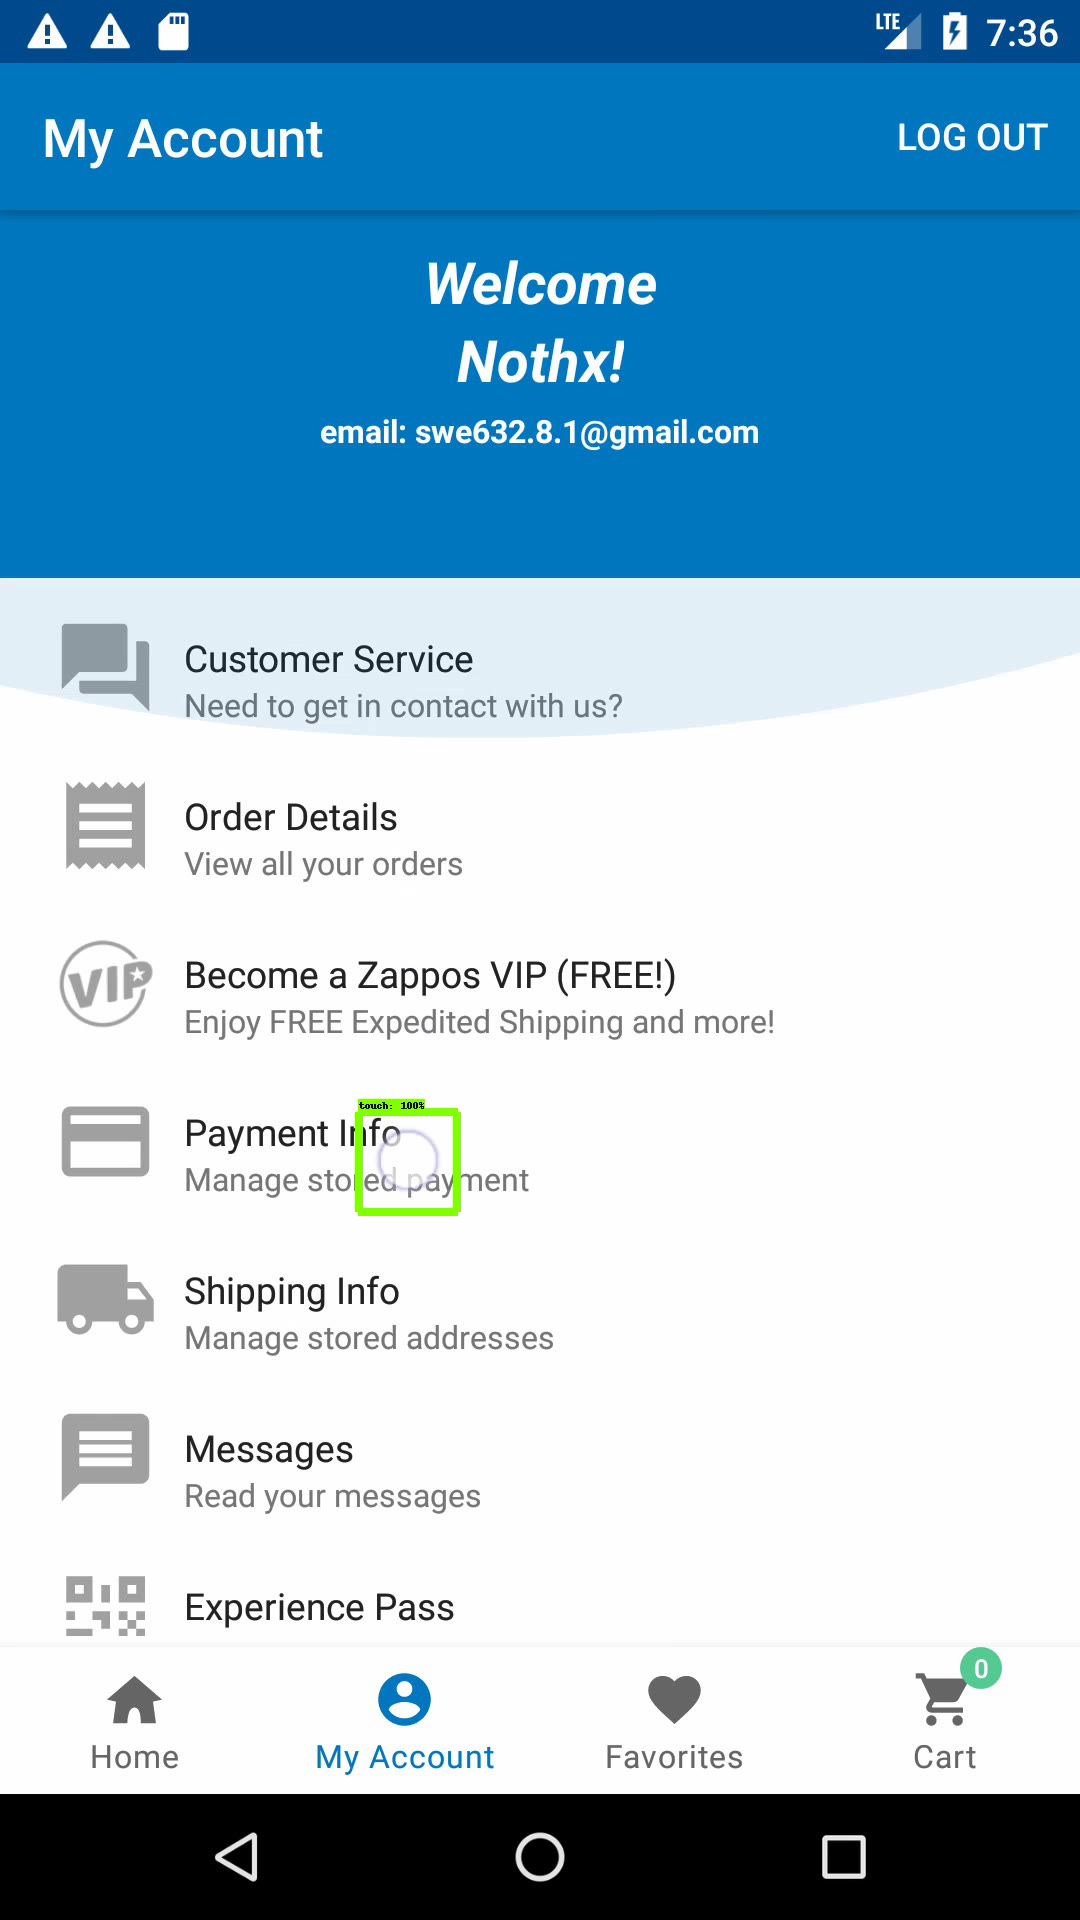 LTE 7:36
My Account LOG OUT
Welcome
Nothx!
email: swe632.8.1@gmail.com
Customer Service
Need to get in contact with us?
Order Details
View all your orders
VIP
Become a Zappos VIP (FREE!)
Enjoy FREE Expedited Shipping and more!
touch: 100%
Payment Info
Manage stored payment
Shipping Info
Manage stored addresses
Messages
Read your messages
Experience Pass
0
Home My Account Favorites Cart